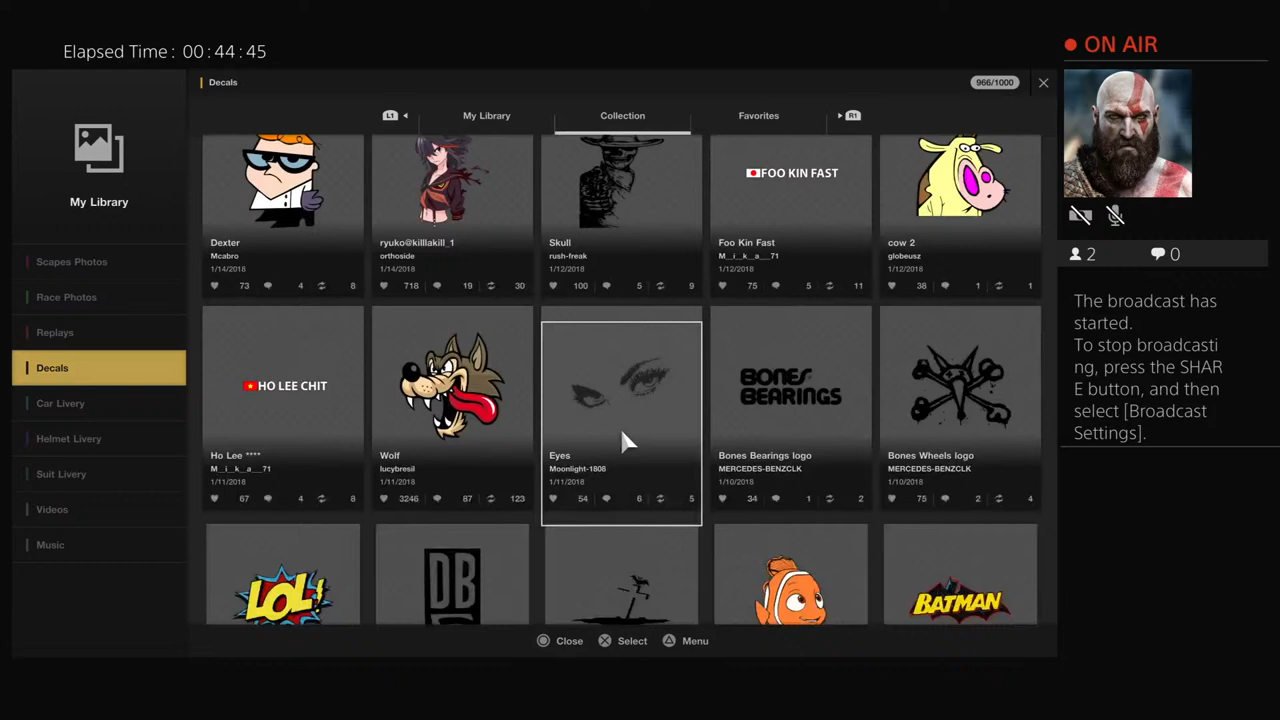 Elapsed Time: 00:44:45
ON AIR
Decals
966/1000
L1
My Library
Collection
Favorites
R1
My Library
Scapes Photos
Race Photos
Replays
Decals
Car Livery
Helmet Livery
Suit Livery
Videos
Music
FOO KIN FAST
Dexter
Mcabro
1/14/2018
73 4 8
ryuko@killlakill_1
orthoside
1/14/2018
718 19 30
Skull
rush-freak
1/12/2018
100 5 9
Foo Kin Fast
M__i__k__a___71
1/12/2018
75 5 11
cow 2
globeusz
1/12/2018
38 1 1
HO LEE CHIT
BONES
BEARINGS
Ho Lee ****
M__i__k__a___71
1/11/2018
67 4 8
Wolf
lucybresil
1/11/2018
3246 87 123
Eyes
Moonlight-1808
1/11/2018
54 6 5
Bones Bearings logo
MERCEDES-BENZCLK
1/10/2018
34 1 2
Bones Wheels logo
MERCEDES-BENZCLK
1/10/2018
75 2 4
LOL!
DB
BATMAN
Close
Select
Menu
2
0
The broadcast has
started.
To stop broadcasti
ng, press the SHAR
E button, and then
select [Broadcast
Settings].